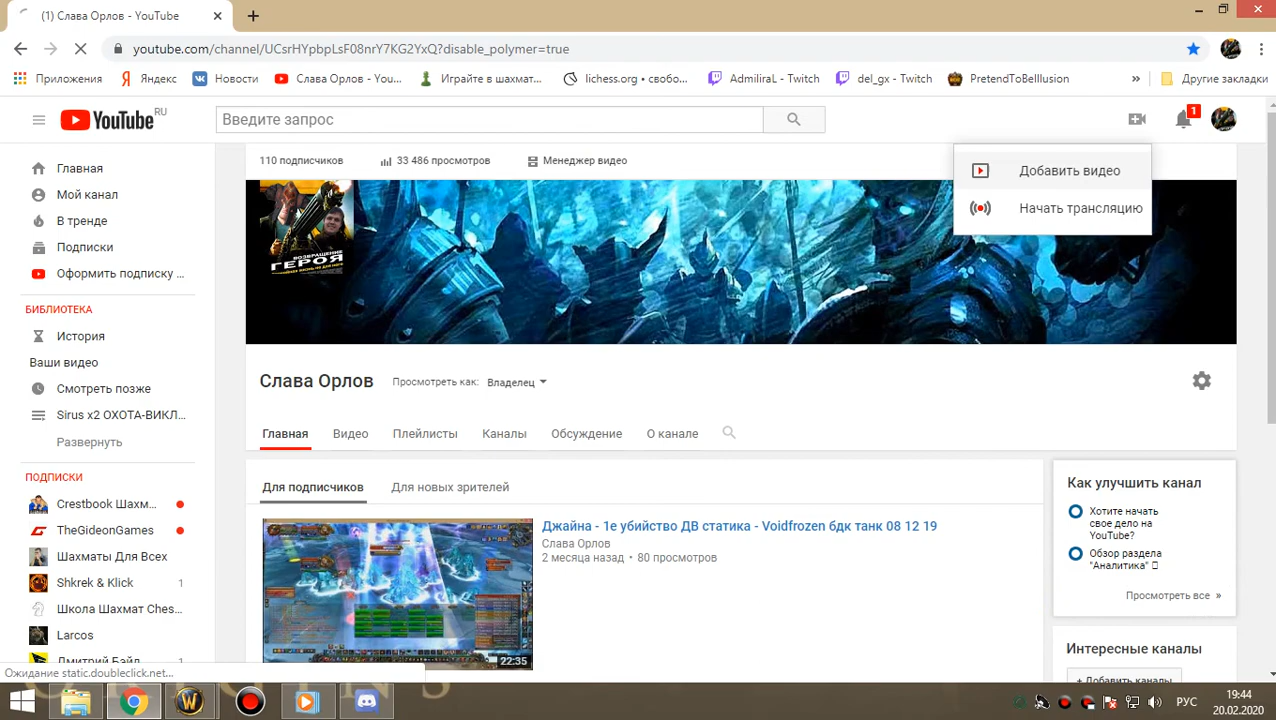 (1) Слава Орлов - YouTube
youtube.com/channel/UCsrHYpbpLsF08nrY7KG2YxQ?disable_polymer=true
Приложения Яндекс Новости Слава Орлов - You... Играйте в шахмат... lichess.org • свобо... AdmiraL - Twitch del_gx - Twitch PretendToBeIllusion » Другие закладки
YouTube RU
Введите запрос
1
Главная
Мой канал
В тренде
Подписки
Оформить подписку ...
БИБЛИОТЕКА
История
Ваши видео
Смотреть позже
Sirus x2 ОХОТА-ВИКЛ...
Развернуть
ПОДПИСКИ
Crestbook Шахм...
TheGideonGames
Шахматы Для Всех
Shkrek & Klick 1
Школа Шахмат Ches...
Larcos
Дмитрий Бэйл
110 подписчиков 33 486 просмотров Менеджер видео
Добавить видео
Начать трансляцию
ВОЗВРАЩЕНИЕ
ГЕРОЯ
Слава Орлов Просмотреть как: Владелец
Главная Видео Плейлисты Каналы Обсуждение О канале
Для подписчиков Для новых зрителей
Джайна - 1е убийство ДВ статика - Voidfrozen бдк танк 08 12 19
Слава Орлов
2 месяца назад • 80 просмотров
22:35
Как улучшить канал
Хотите начать
свое дело на
YouTube?
Обзор раздела
"Аналитика"
Просмотреть все »
Интересные каналы
+ Добавить каналы
Ожидание static.doubleclick.net...
РУС
19:44
20.02.2020